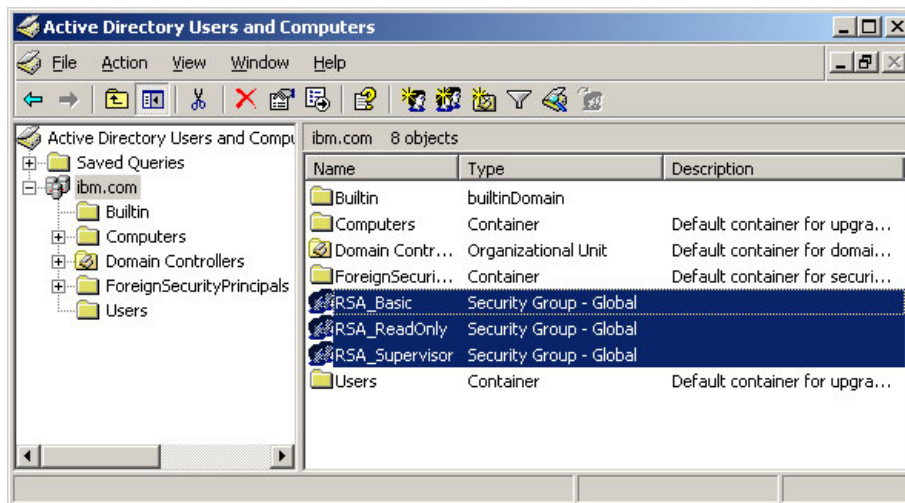 Active Directory Users and Computers
File Action View Window Help
Active Directory Users and Compu
Saved Queries
ibm.com
Builtin
Computers
Domain Controllers
ForeignSecurityPrincipals
Users
ibm.com 8 objects
Name Type Description
Builtin builtinDomain
Computers Container Default container for upgra...
Domain Contr... Organizational Unit Default container for domai...
ForeignSecuri... Container Default container for securi...
RSA_Basic Security Group - Global
RSA_ReadOnly Security Group - Global
RSA_Supervisor Security Group - Global
Users Container Default container for upgra...